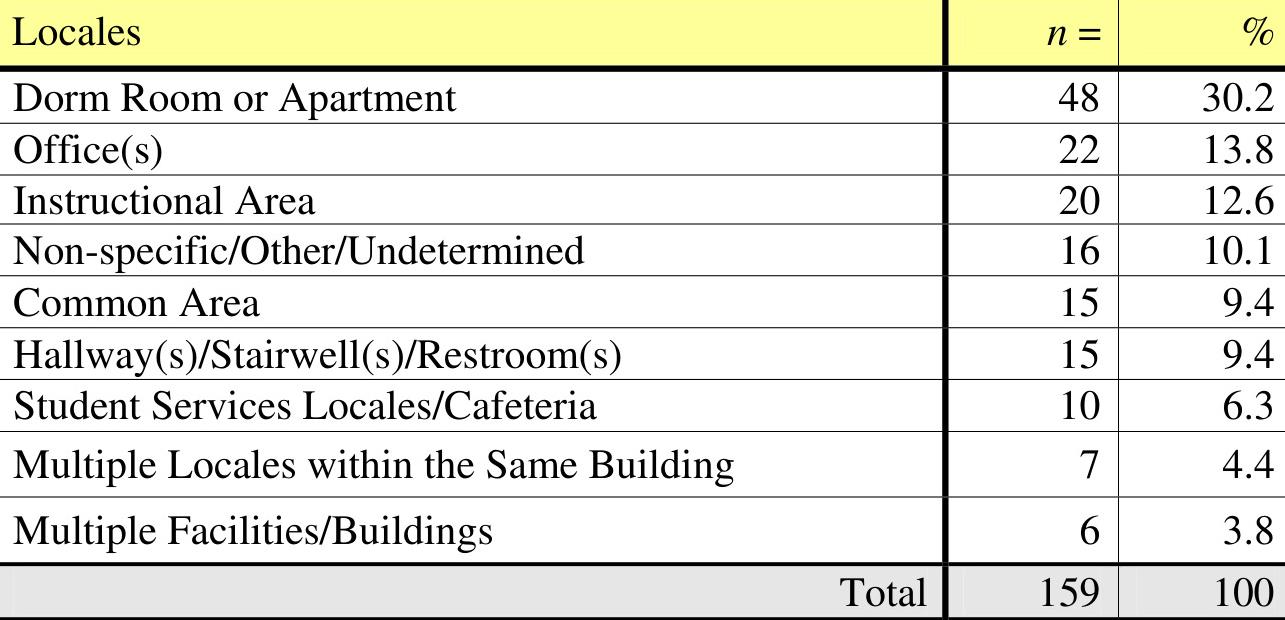 Locales n = %
Dorm Room or Apartment 48 30.2
Office(s) 22 13.8
Instructional Area 20 12.6
Non-specific/Other/Undetermined 16 10.1
Common Area 15 9.4
Hallway(s)/Stairwell(s)/Restroom(s) 15 9.4
Student Services Locales/Cafeteria 10 6.3
Multiple Locales within the Same Building 7 4.4
Multiple Facilities/Buildings 6 3.8
Total 159 100